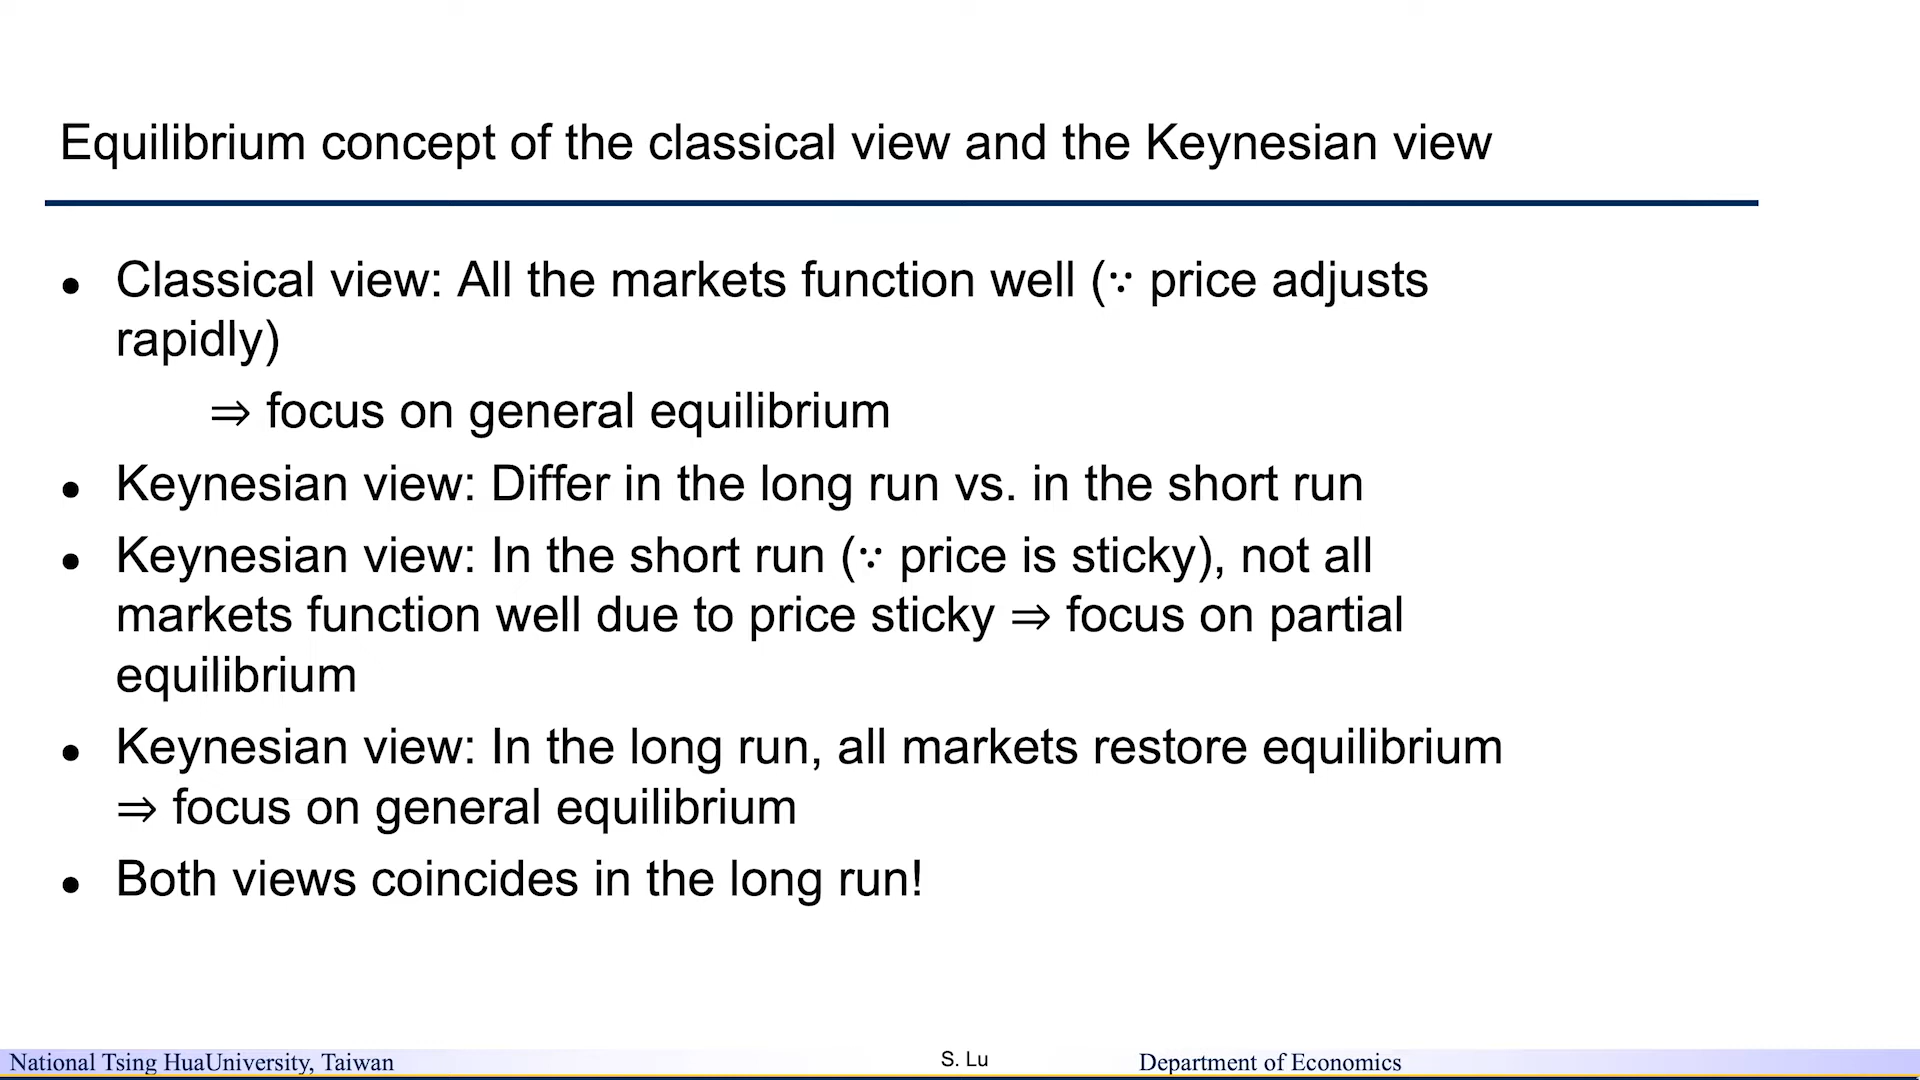 Equilibrium concept of the classical view and the Keynesian view
• Classical view: All the markets function well (∵ price adjusts
rapidly)
⇒ focus on general equilibrium
• Keynesian view: Differ in the long run vs. in the short run
• Keynesian view: In the short run (∵ price is sticky), not all
markets function well due to price sticky ⇒ focus on partial
equilibrium
• Keynesian view: In the long run, all markets restore equilibrium
⇒ focus on general equilibrium
• Both views coincides in the long run!
National Tsing HuaUniversity, Taiwan
S. Lu
Department of Economics